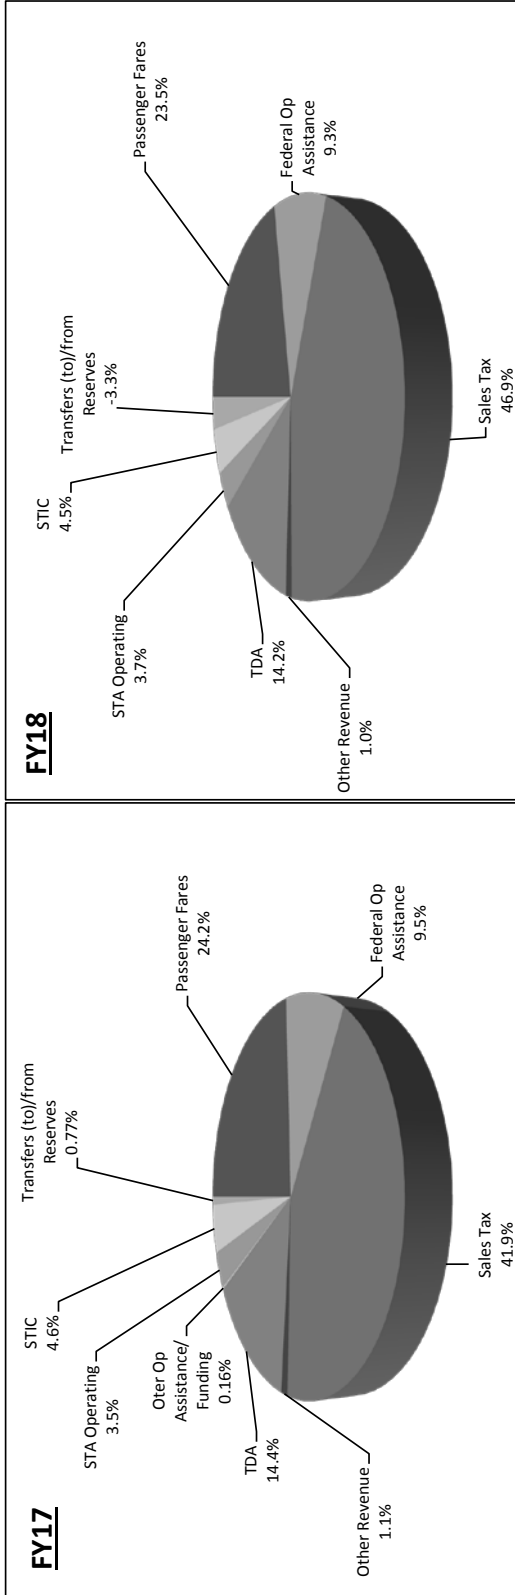 FY17
Transfers (to)/from
Reserves
0.77%
STIC
4.6%
STA Operating
3.5%
Oter Op
Assistance/
Funding
0.16%
TDA
14.4%
Other Revenue
1.1%
Sales Tax
41.9%
Federal Op
Assistance
9.5%
Passenger Fares
24.2%
FY18
Transfers (to)/from
Reserves
-3.3%
STIC
4.5%
STA Operating
3.7%
TDA
14.2%
Other Revenue
1.0%
Sales Tax
46.9%
Federal Op
Assistance
9.3%
Passenger Fares
23.5%